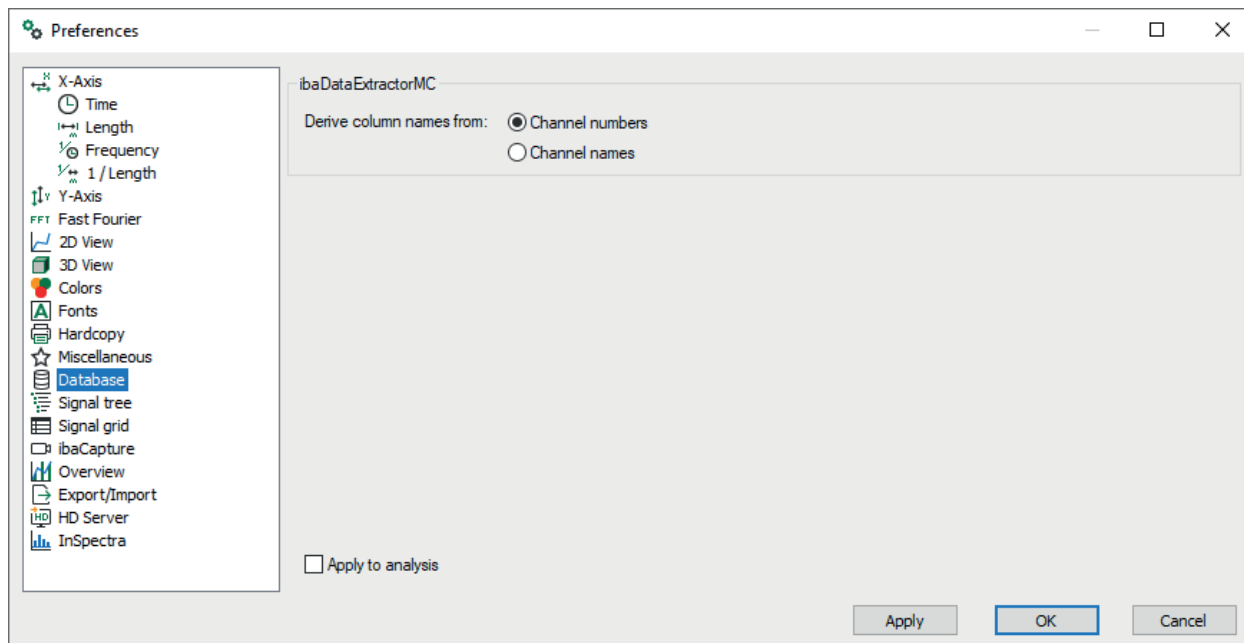 Preferences
X-Axis
Time
Length
Frequency
1 / Length
Y-Axis
FFT Fast Fourier
2D View
3D View
Colors
Fonts
Hardcopy
Miscellaneous
Database
Signal tree
Signal grid
ibaCapture
Overview
Export/Import
HD Server
InSpectra
ibaDataExtractorMC
Derive column names from: Channel numbers
Channel names
Apply to analysis
Apply OK Cancel